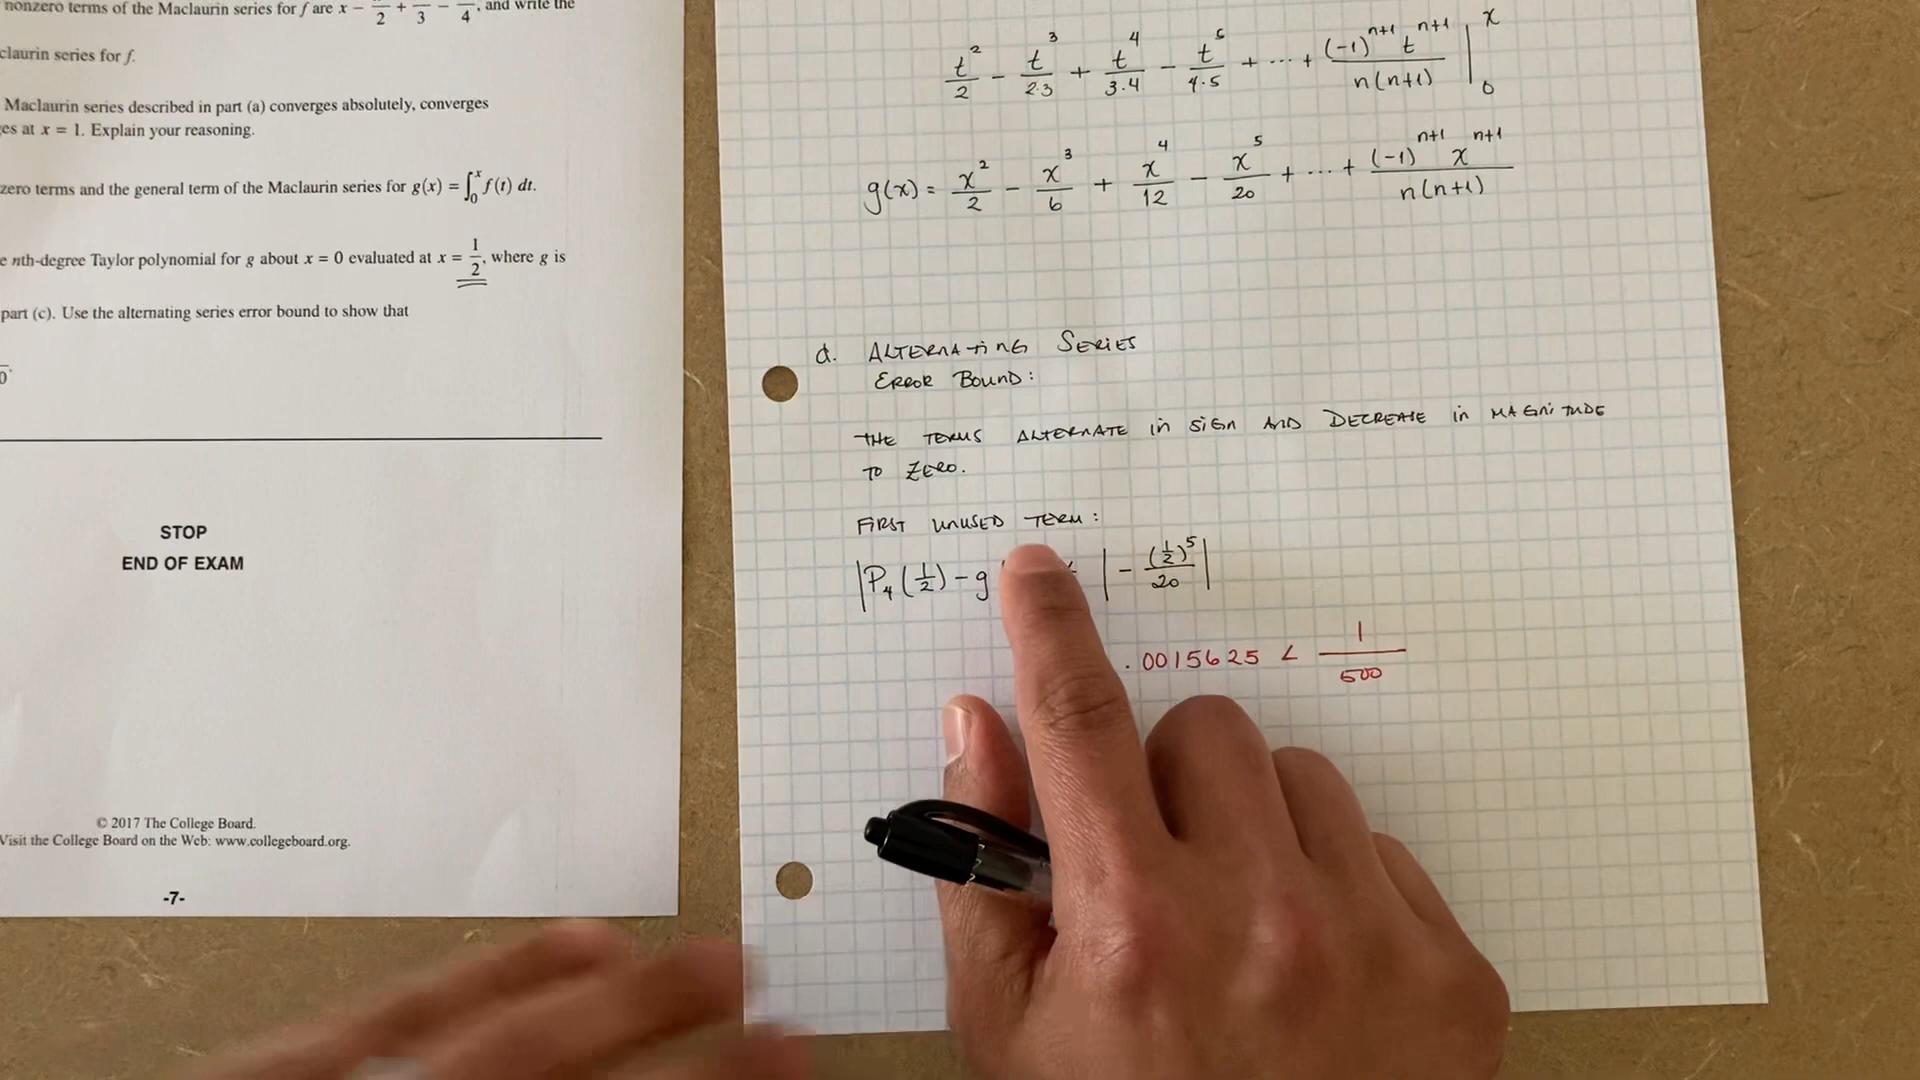 nonzero terms of the Maclaurin series for f are x − /2 + /3 − /4, and write the
claurin series for f.
Maclaurin series described in part (a) converges absolutely, converges
es at x = 1. Explain your reasoning.
zero terms and the general term of the Maclaurin series for g(x) = ∫₀ˣ f(t) dt.
e nth-degree Taylor polynomial for g about x = 0 evaluated at x = 1/2, where g is
part (c). Use the alternating series error bound to show that
0.
STOP
END OF EXAM
© 2017 The College Board.
Visit the College Board on the Web: www.collegeboard.org.
-7-
t²/2 − t³/2·3 + t⁴/3·4 − t⁵/4·5 + ··· + (-1)ⁿ⁺¹ tⁿ⁺¹/n(n+1) |₀ˣ
g(x) = x²/2 − x³/6 + x⁴/12 − x⁵/20 + ··· + (-1)ⁿ⁺¹ xⁿ⁺¹/n(n+1)
d. ALTERNATING SERIES
ERROR BOUND:
THE TERMS ALTERNATE in SIGN AND DECREASE in MAGNITUDE
TO ZERO.
FIRST UNUSED TERM:
|P₄(1/2) − g |− (1/2)⁵/20|
.0015625 < 1/500